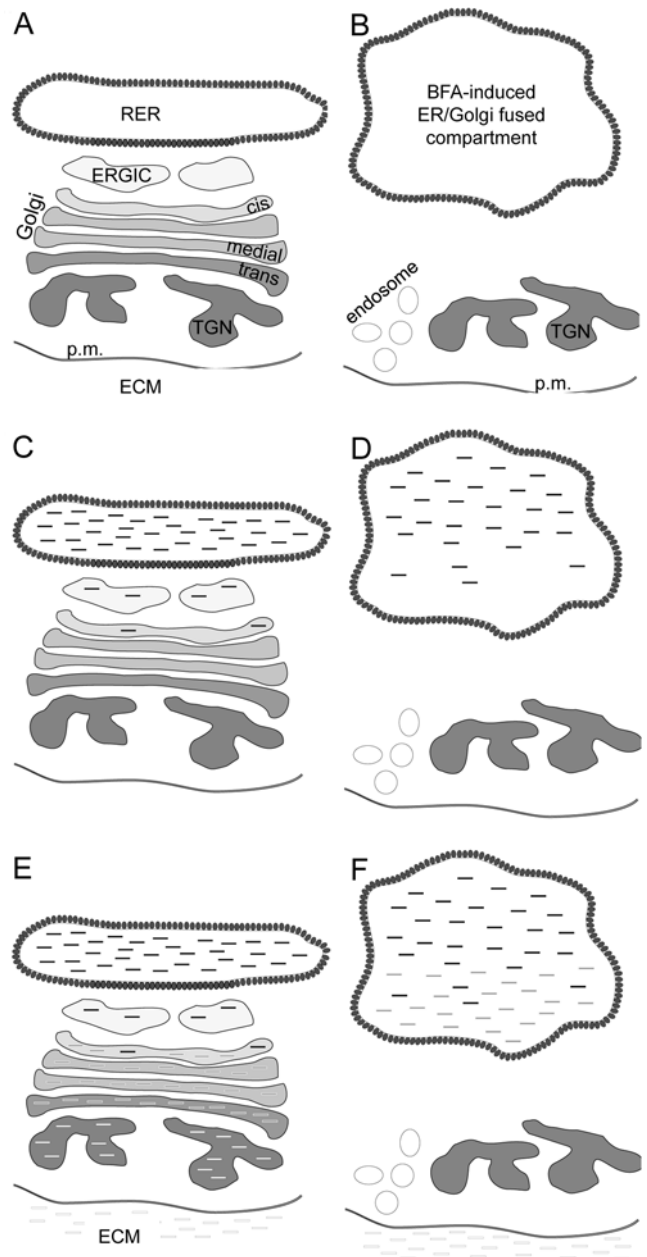 A
RER
ERGIC
Golgi
cis
medial
trans
TGN
p.m.
ECM
B
BFA-induced
ER/Golgi fused
compartment
endosome
TGN
p.m.
C
D
E
ECM
F